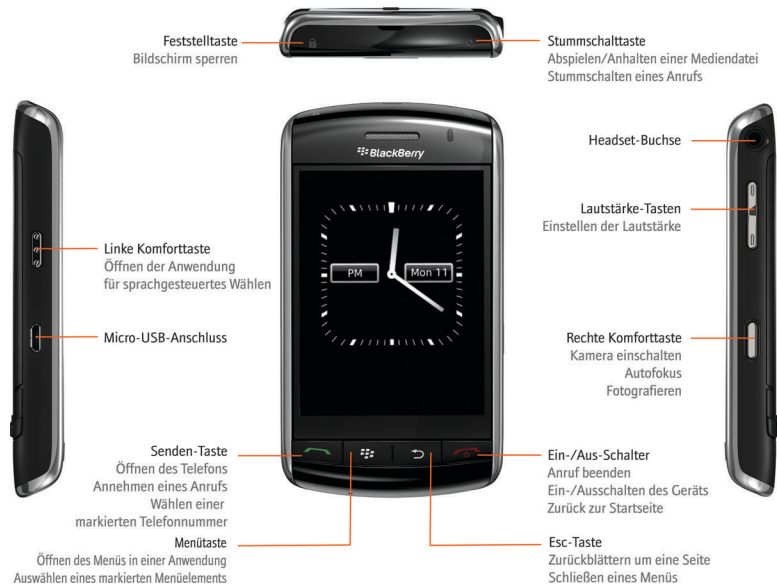 Feststelltaste
Bildschirm sperren
Stummschalttaste
Abspielen/Anhalten einer Mediendatei
Stummschalten eines Anrufs
Headset-Buchse
BlackBerry
Lautstärke-Tasten
Einstellen der Lautstärke
Linke Komforttaste
Öffnen der Anwendung
für sprachgesteuertes Wählen
PM
Mon 11
Micro-USB-Anschluss
Rechte Komforttaste
Kamera einschalten
Autofokus
Fotografieren
Senden-Taste
Öffnen des Telefons
Annehmen eines Anrufs
Wählen einer
markierten Telefonnummer
Ein-/Aus-Schalter
Anruf beenden
Ein-/Ausschalten des Geräts
Zurück zur Startseite
Menütaste
Öffnen des Menüs in einer Anwendung
Auswählen eines markierten Menüelements
Esc-Taste
Zurückblättern um eine Seite
Schließen eines Menüs